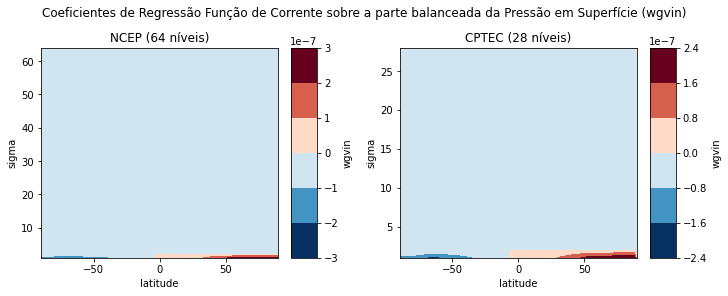 Coeficientes de Regressão Função de Corrente sobre a parte balanceada da Pressão em Superfície (wgvin)
NCEP (64 níveis)
1e−7
60
50
40
30
20
10
sigma
−50
0
50
latitude
3
2
1
0
−1
−2
−3
wgvin
CPTEC (28 níveis)
1e−7
25
20
15
10
5
sigma
−50
0
50
latitude
2.4
1.6
0.8
0.0
−0.8
−1.6
−2.4
wgvin